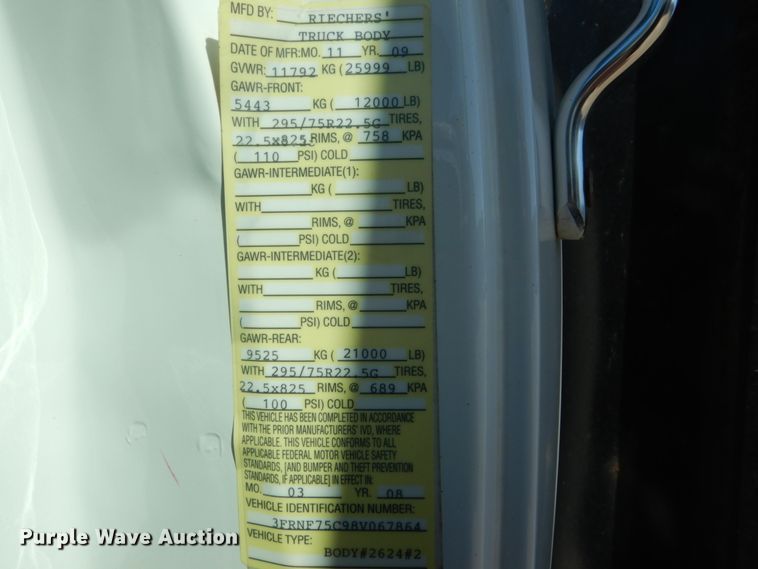 MFD BY: RIECHERS'
TRUCK BODY
DATE OF MFR:MO. 11 YR. 09
GVWR: 11792 KG ( 25999 LB)
GAWR-FRONT:
5443 KG ( 12000 LB)
WITH 295/75R22.5G TIRES,
22.5x825 RIMS, @ 758 KPA
( 110 PSI) COLD
GAWR-INTERMEDIATE(1):
KG ( LB)
WITH TIRES,
RIMS, @ KPA
( PSI) COLD
GAWR-INTERMEDIATE(2):
KG ( LB)
WITH TIRES,
RIMS, @ KPA
( PSI) COLD
GAWR-REAR:
9525 KG ( 21000 LB)
WITH 295/75R22.5G TIRES,
22.5x825 RIMS, @ 689 KPA
( 100 PSI) COLD
THIS VEHICLE HAS BEEN COMPLETED IN ACCORDANCE
WITH THE PRIOR MANUFACTURERS' IVD, WHERE
APPLICABLE. THIS VEHICLE CONFORMS TO ALL
APPLICABLE FEDERAL MOTOR VEHICLE SAFETY
STANDARDS, [AND BUMPER AND THEFT PREVENTION
STANDARDS, IF APPLICABLE] IN EFFECT IN:
MO. 03 YR. 08
VEHICLE IDENTIFICATION NUMBER:
3FRNF75C98V067864
VEHICLE TYPE:
BODY#2624#2
Purple Wave Auction